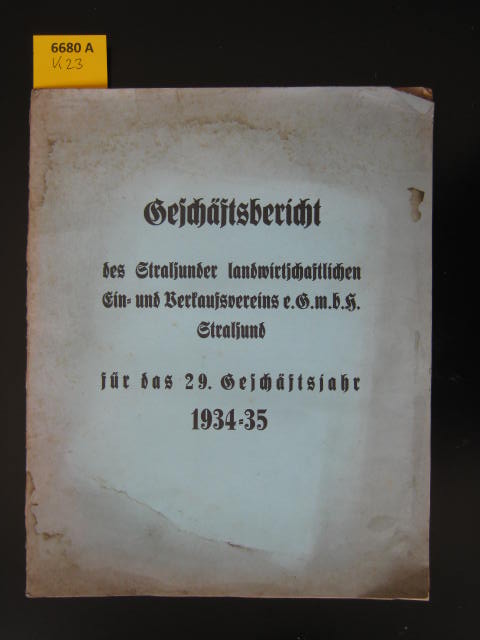 6680 A
K23
Geschäftsbericht
des Stralsunder landwirtschaftlichen
Ein- und Verkaufsvereins e.G.m.b.H.
Stralsund
für das 29. Geschäftsjahr
1934-35